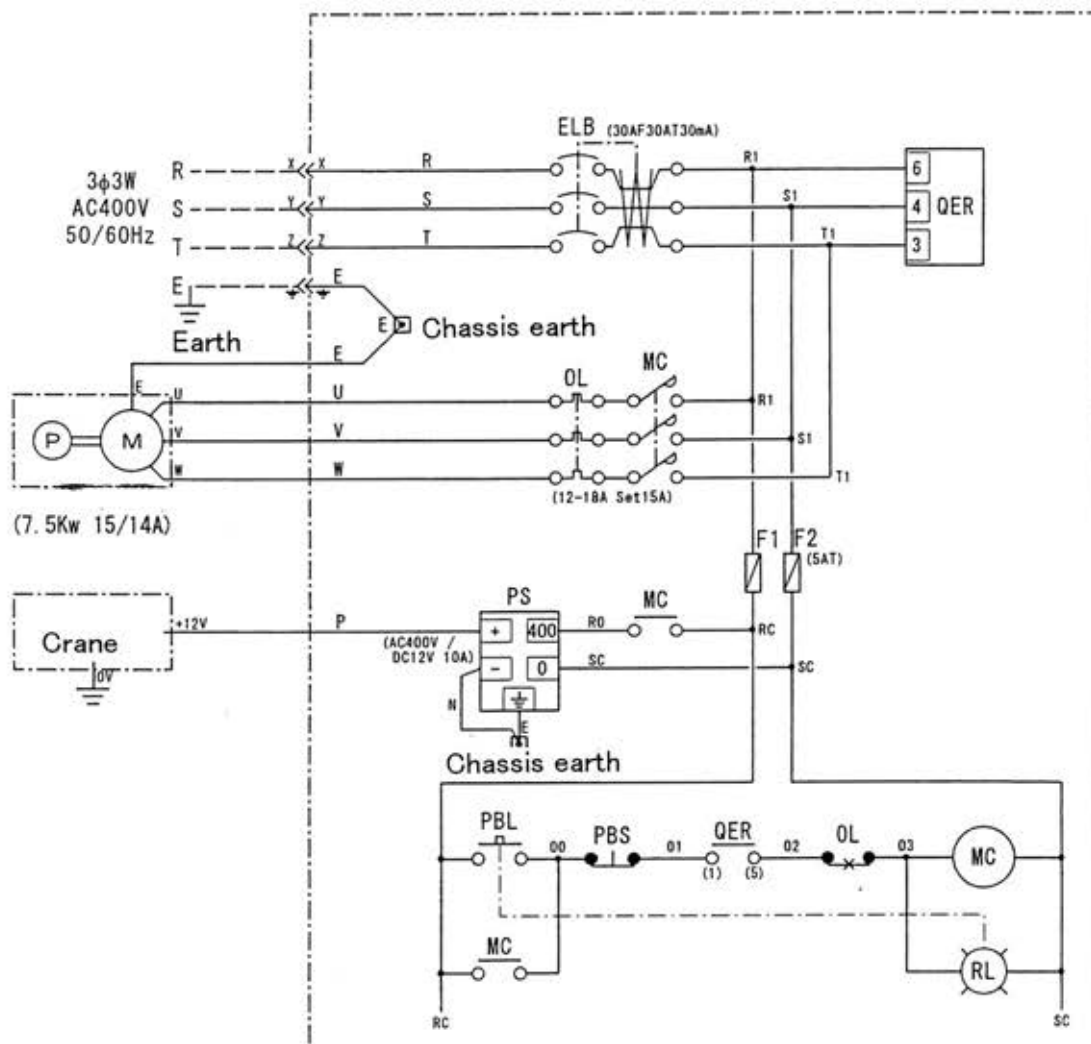 ELB (30AF30AT30mA)
3ϕ3W
AC400V
50/60Hz
R X X R R1 6
S Y Y S S1 4 QER
T Z Z T T1 3
E E
E Chassis earth
Earth E
E U U OL MC R1
P M V V S1
W W T1
(12-18A Set15A)
(7.5Kw 15/14A)
F1 F2
(5AT)
PS MC
Crane +12V P (AC400V / DC12V 10A) + 400 R0 RC
- 0 SC SC
0V N E
Chassis earth
PBL PBS QER OL
00 01 02 03 MC
(1) (5)
MC RL
RC SC